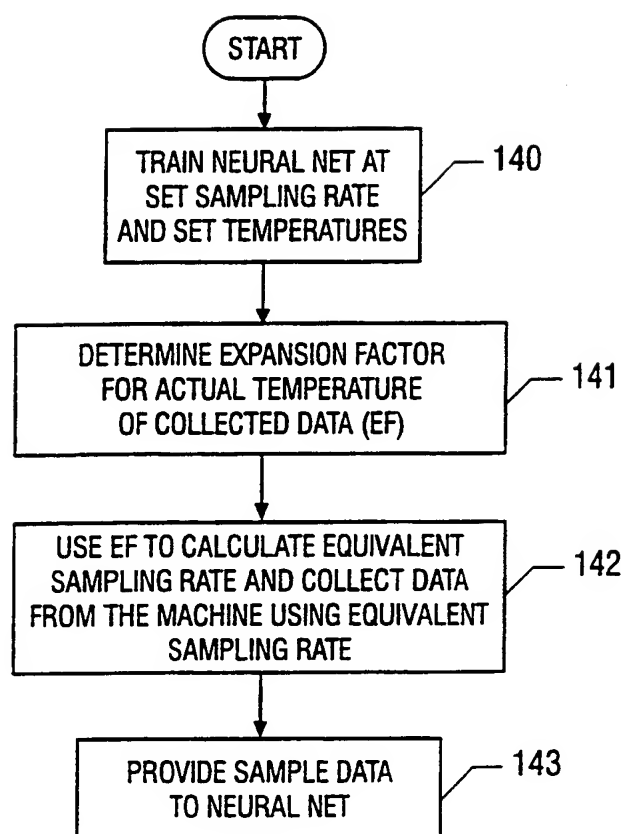 START
TRAIN NEURAL NET AT
SET SAMPLING RATE
AND SET TEMPERATURES
140
DETERMINE EXPANSION FACTOR
FOR ACTUAL TEMPERATURE
OF COLLECTED DATA (EF)
141
USE EF TO CALCULATE EQUIVALENT
SAMPLING RATE AND COLLECT DATA
FROM THE MACHINE USING EQUIVALENT
SAMPLING RATE
142
PROVIDE SAMPLE DATA
TO NEURAL NET
143